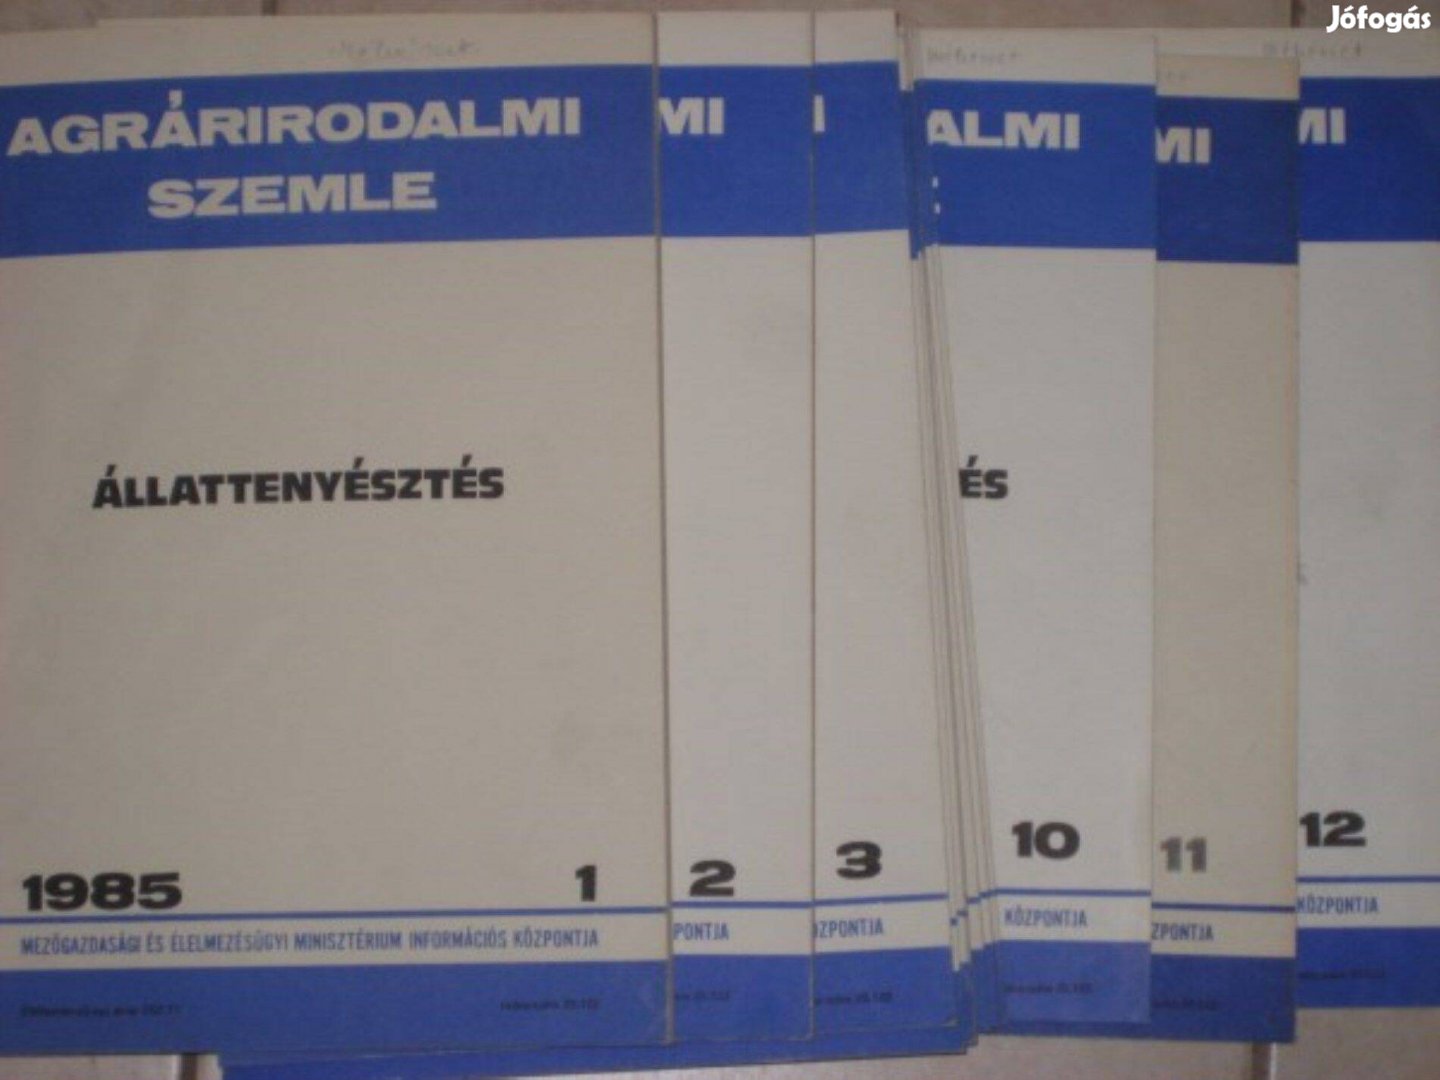 Jófogás
AGRÁRIRODALMI
SZEMLE
ÁLLATTENYÉSZTÉS
1985 1
MEZŐGAZDASÁGI ÉS ÉLELMEZÉSÜGYI MINISZTÉRIUM INFORMÁCIÓS KÖZPONTJA
MI
2
PONTJA
I
3
ÖZPONTJA
ALMI
ÉS
10
KÖZPONTJA
MI
11
ZPONTJA
MI
12
KÖZPONTJA